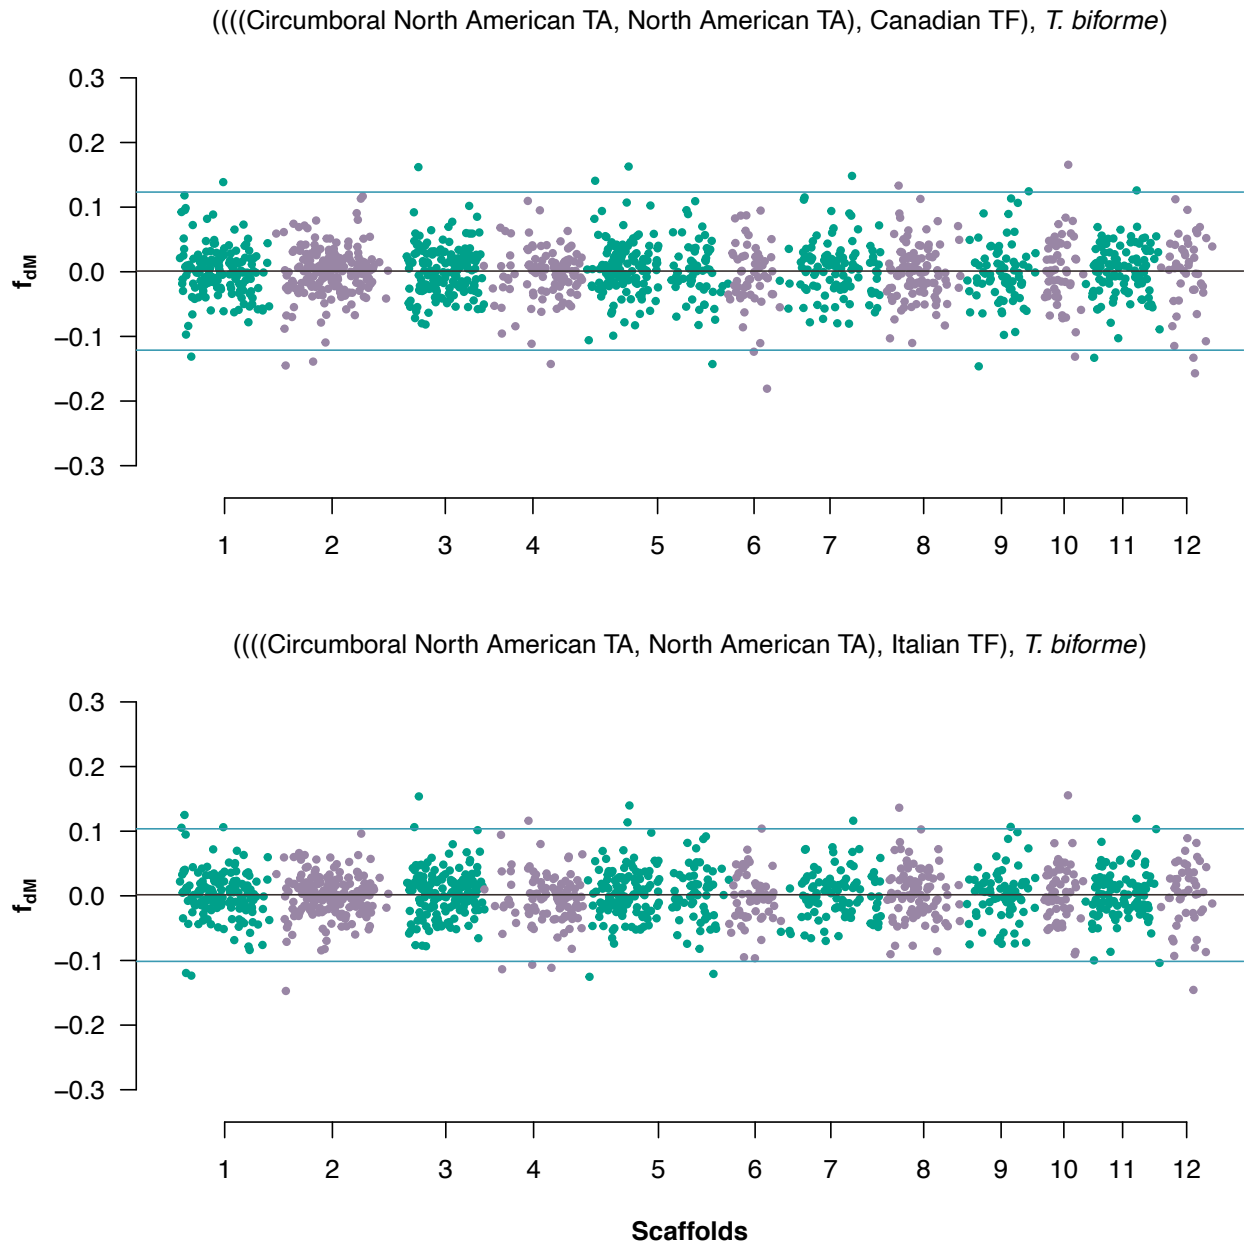 ((((Circumboral North American TA, North American TA), Canadian TF), T. biforme)
0.3
0.2
0.1
0.0
−0.1
−0.2
−0.3
fdM
1 2 3 4 5 6 7 8 9 10 11 12
((((Circumboral North American TA, North American TA), Italian TF), T. biforme)
0.3
0.2
0.1
0.0
−0.1
−0.2
−0.3
fdM
1 2 3 4 5 6 7 8 9 10 11 12
Scaffolds